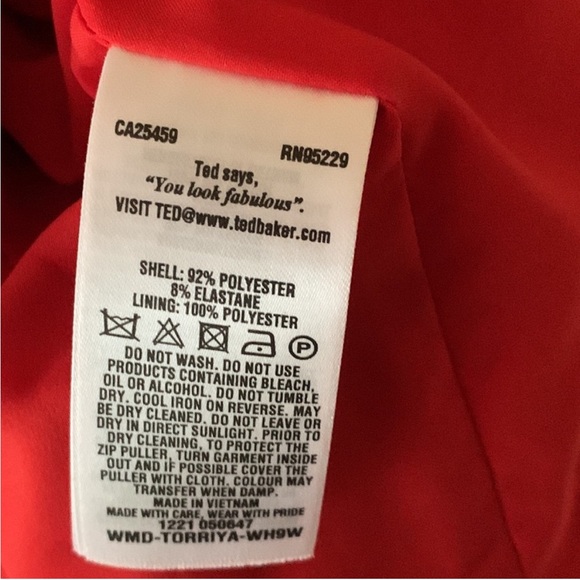 CA25459 RN95229
Ted says,
"You look fabulous".
VISIT TED@www.tedbaker.com
SHELL: 92% POLYESTER
8% ELASTANE
LINING: 100% POLYESTER
P
DO NOT WASH. DO NOT USE
PRODUCTS CONTAINING BLEACH,
OIL OR ALCOHOL. DO NOT TUMBLE
DRY. COOL IRON ON REVERSE. MAY
BE DRY CLEANED. DO NOT LEAVE OR
DRY IN DIRECT SUNLIGHT. PRIOR TO
DRY CLEANING, TO PROTECT THE
ZIP PULLER, TURN GARMENT INSIDE
OUT AND IF POSSIBLE COVER THE
PULLER WITH CLOTH. COLOUR MAY
TRANSFER WHEN DAMP.
MADE IN VIETNAM
MADE WITH CARE, WEAR WITH PRIDE
1221 050647
WMD-TORRIYA-WH9W